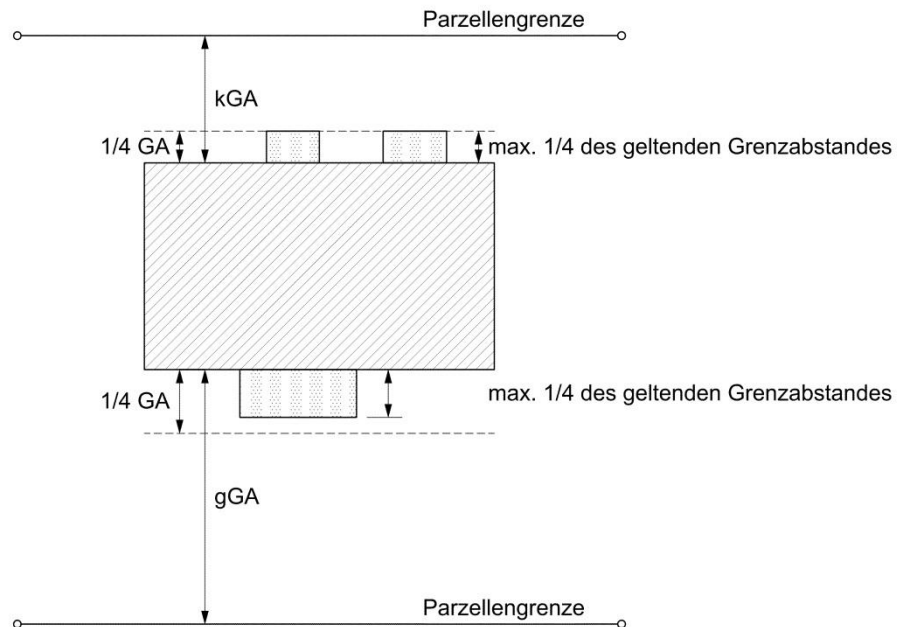 Parzellengrenze
kGA
1/4 GA
max. 1/4 des geltenden Grenzabstandes
1/4 GA
max. 1/4 des geltenden Grenzabstandes
gGA
Parzellengrenze